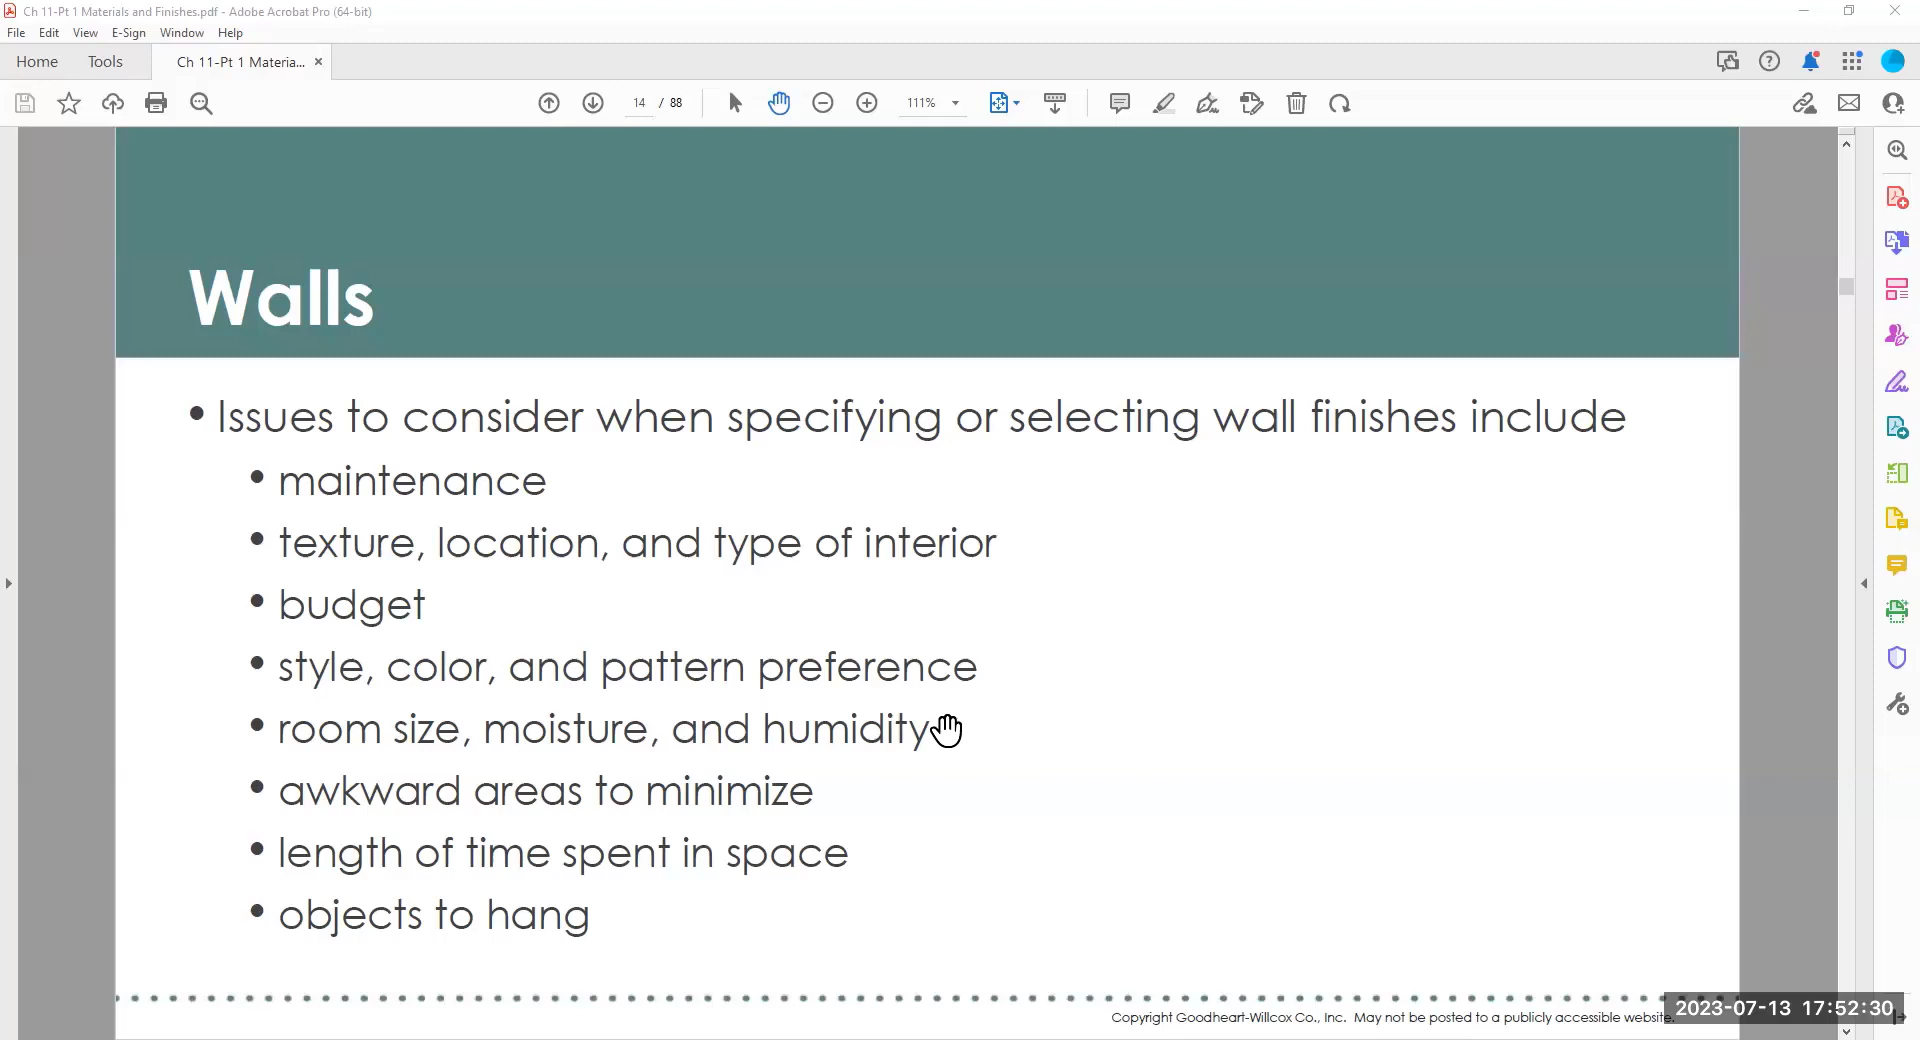 Ch 11-Pt 1 Materials and Finishes.pdf - Adobe Acrobat Pro (64-bit)
File Edit View E-Sign Window Help
Home Tools Ch 11-Pt 1 Materia... ×
14 / 88 111%
Walls
• Issues to consider when specifying or selecting wall finishes include
• maintenance
• texture, location, and type of interior
• budget
• style, color, and pattern preference
• room size, moisture, and humidity
• awkward areas to minimize
• length of time spent in space
• objects to hang
Copyright Goodheart-Willcox Co., Inc. May not be posted to a publicly accessible website.
2023-07-13 17:52:30